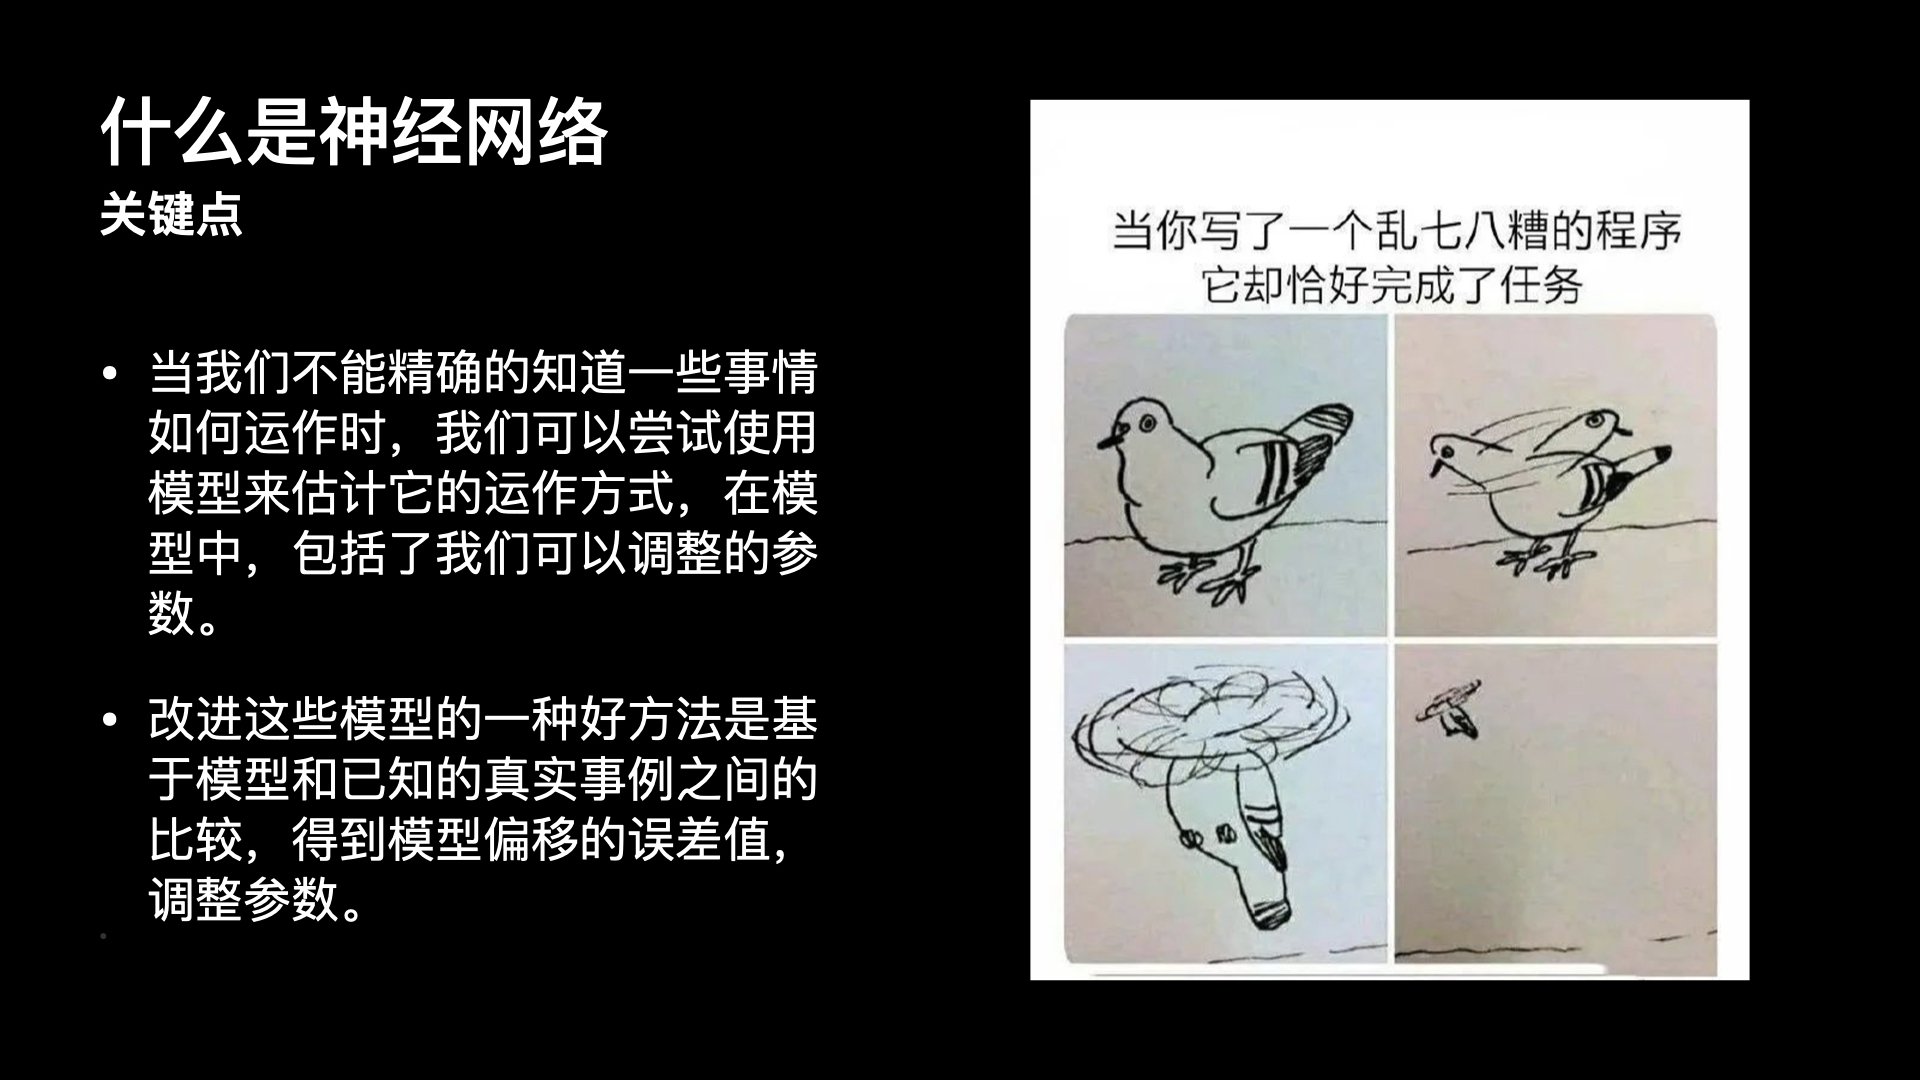 什么是神经网络
关键点
• 当我们不能精确的知道一些事情
如何运作时，我们可以尝试使用
模型来估计它的运作方式，在模
型中，包括了我们可以调整的参
数。
• 改进这些模型的一种好方法是基
于模型和已知的真实事例之间的
比较，得到模型偏移的误差值，
调整参数。
当你写了一个乱七八糟的程序
它却恰好完成了任务